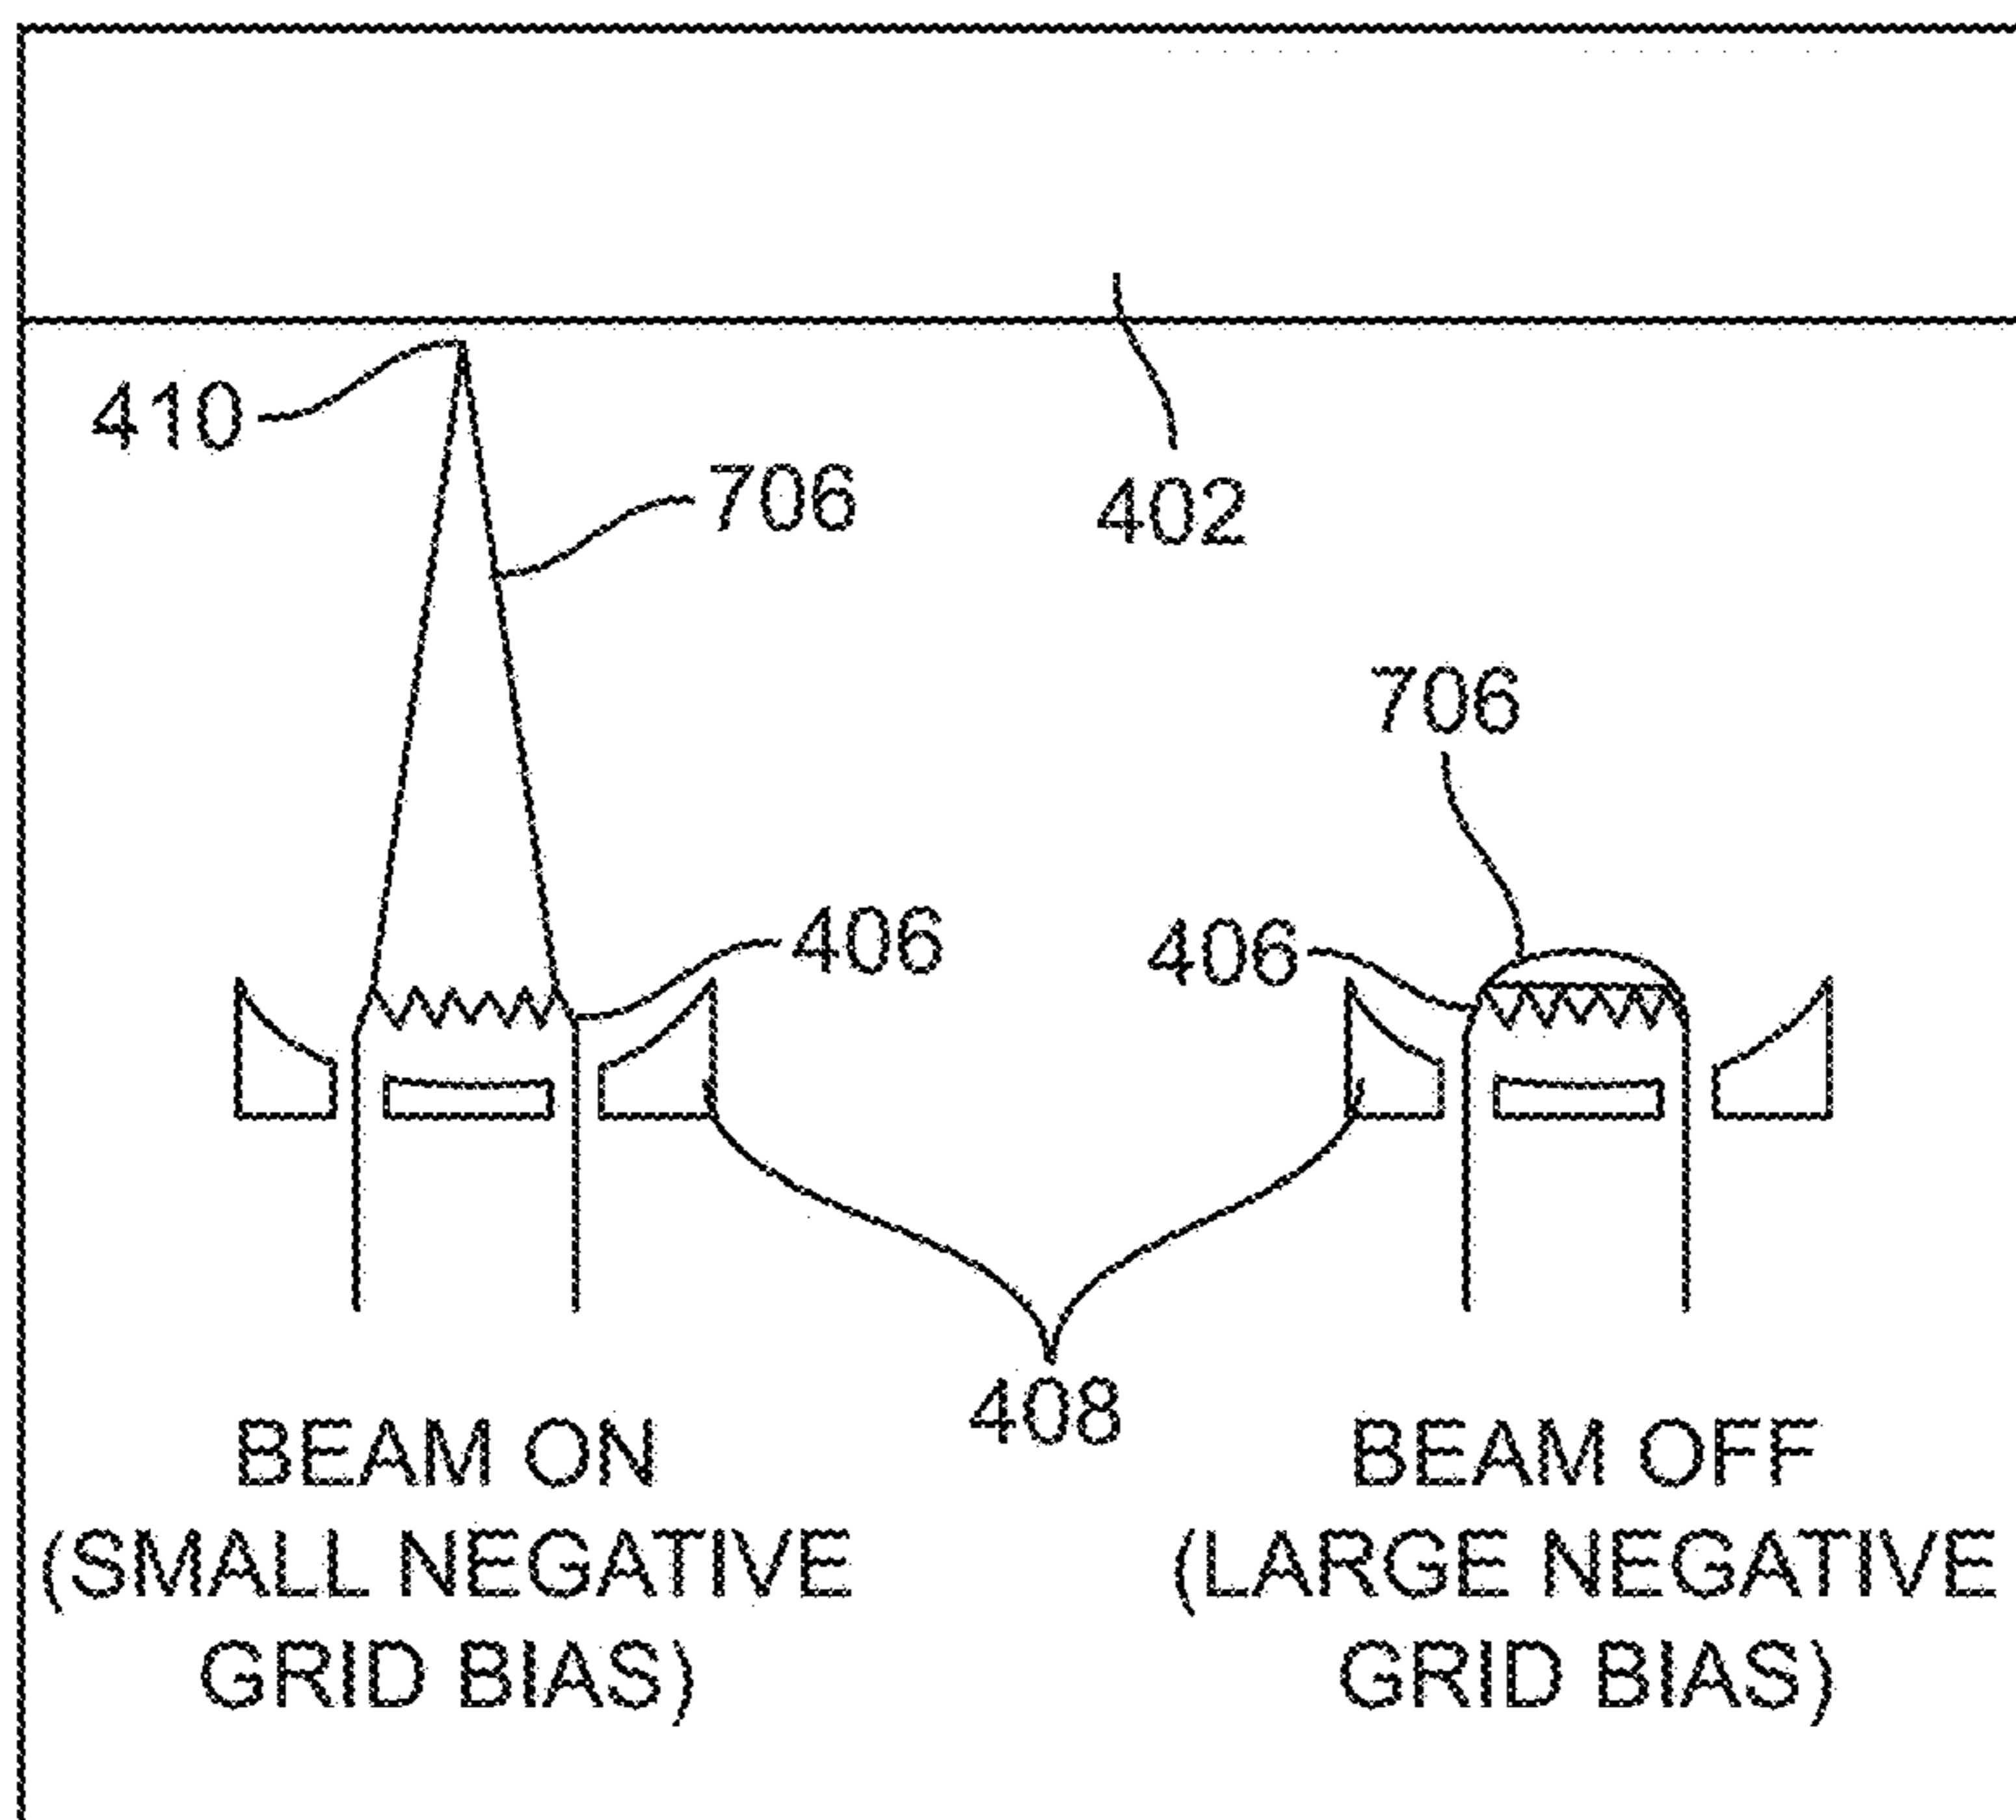 410
706
402
706
406
406
408
BEAM ON
(SMALL NEGATIVE
GRID BIAS)
BEAM OFF
(LARGE NEGATIVE
GRID BIAS)